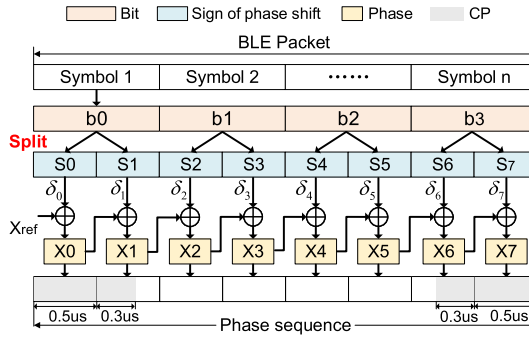 Bit Sign of phase shift Phase CP
BLE Packet
Symbol 1 Symbol 2 ...... Symbol n
b0 b1 b2 b3
Split
S0 S1 S2 S3 S4 S5 S6 S7
δ0 δ1 δ2 δ3 δ4 δ5 δ6 δ7
Xref
X0 X1 X2 X3 X4 X5 X6 X7
0.5us 0.3us 0.3us 0.5us
Phase sequence